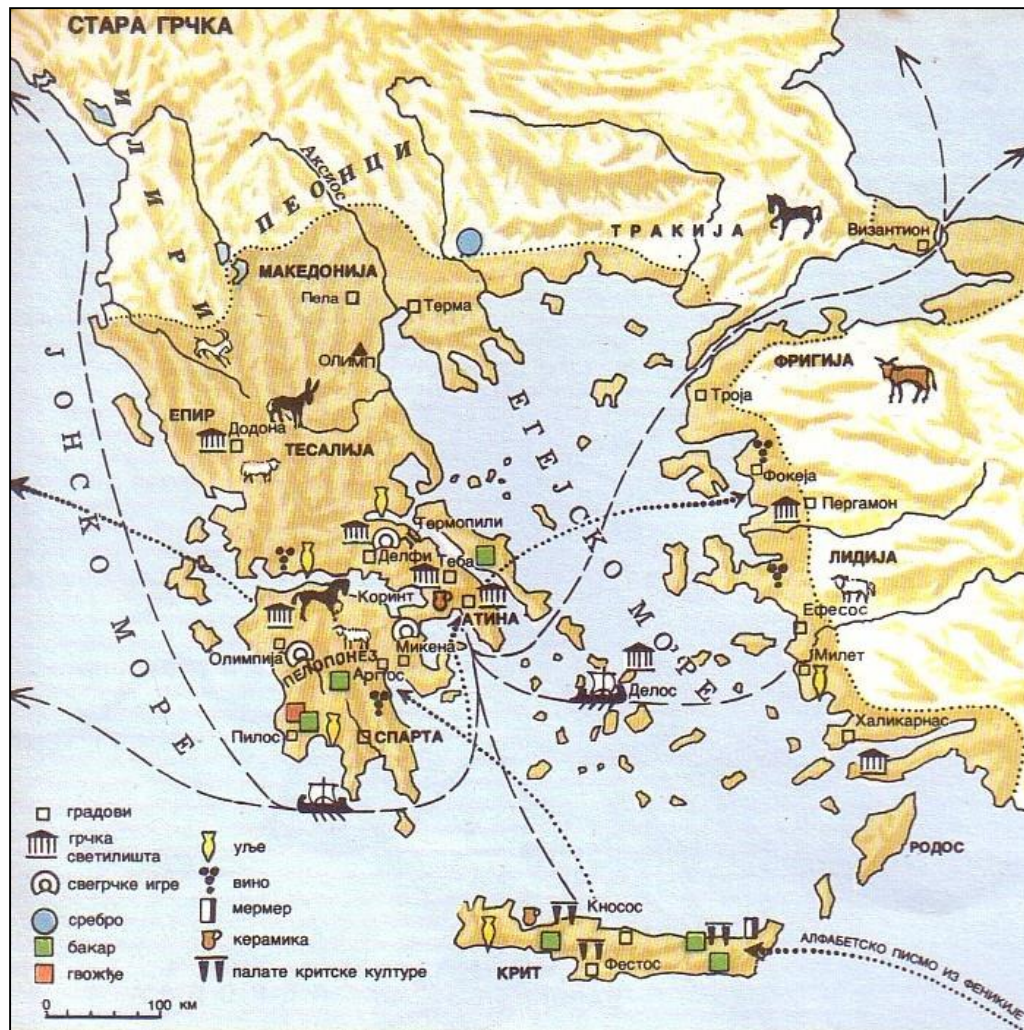 СТАРА ГРЧКА
ИЛИРИ
ПЕОНЦИ
Аксиос
ТРАКИЈА
Византион
МАКЕДОНИЈА
Пела
Терма
ОЛИМП
ФРИГИЈА
Троја
ЈОНСКО МОРЕ
ЕГЕЈСКО МОРЕ
ЕПИР
Додона
ТЕСАЛИЈА
Фокеја
Пергамон
Термопили
Делфи
Теба
ЛИДИЈА
Коринт
АТИНА
Ефесос
Олимпија
Микена
ПЕЛОПОНЕЗ
Аргос
Милет
Делос
Халикарнас
Пилос
СПАРТА
градови
грчка
светилишта
свегрчке игре
сребро
бакар
гвожђе
0 100 км
уље
вино
мермер
керамика
палате критске културе
РОДОС
Кносос
Фестос
КРИТ
АЛФАБЕТСКО ПИСМО ИЗ ФЕНИКИЈЕ